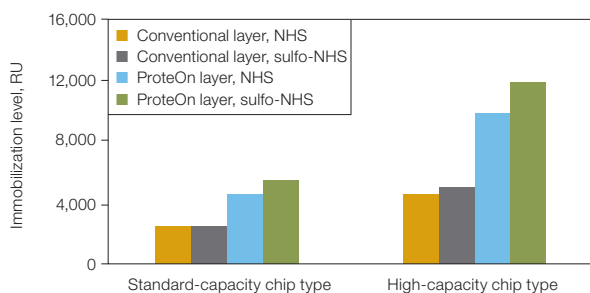 Immobilization level, RU
16,000
12,000
8,000
4,000
0
Conventional layer, NHS
Conventional layer, sulfo-NHS
ProteOn layer, NHS
ProteOn layer, sulfo-NHS
Standard-capacity chip type
High-capacity chip type